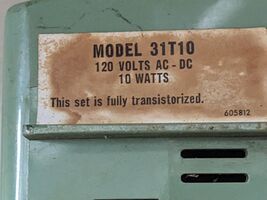 MODEL 31T10
120 VOLTS AC - DC
10 WATTS
This set is fully transistorized.
605812